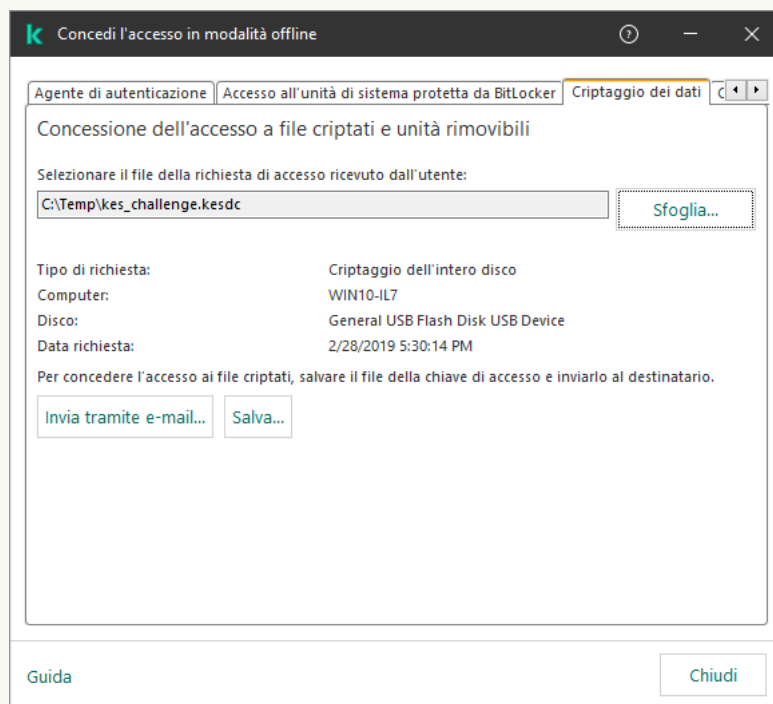 Concedi l'accesso in modalità offline
Agente di autenticazione Accesso all'unità di sistema protetta da BitLocker Criptaggio dei dati C
Concessione dell'accesso a file criptati e unità rimovibili
Selezionare il file della richiesta di accesso ricevuto dall'utente:
C:\Temp\kes_challenge.kesdc Sfoglia...
Tipo di richiesta: Criptaggio dell'intero disco
Computer: WIN10-IL7
Disco: General USB Flash Disk USB Device
Data richiesta: 2/28/2019 5:30:14 PM
Per concedere l'accesso ai file criptati, salvare il file della chiave di accesso e inviarlo al destinatario.
Invia tramite e-mail... Salva...
Guida Chiudi